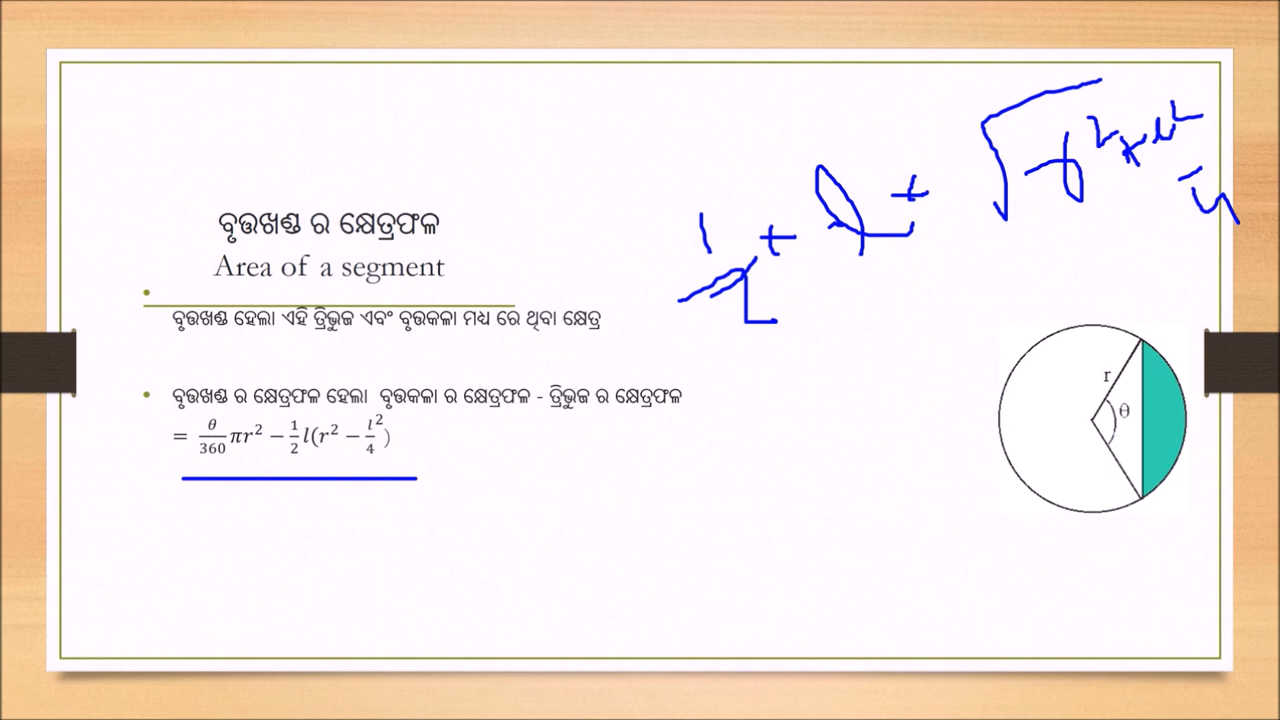 ବୃତ୍ତଖଣ୍ଡ ର କ୍ଷେତ୍ରଫଳ
Area of a segment
ବୃତ୍ତଖଣ୍ଡ ହେଲା ଏହି ତ୍ରିଭୁଜ ଏବଂ ବୃତ୍ତକଳା ମଧ୍ୟ ରେ ଥିବା କ୍ଷେତ୍ର
ବୃତ୍ତଖଣ୍ଡ ର କ୍ଷେତ୍ରଫଳ ହେଲା ବୃତ୍ତକଳା ର କ୍ଷେତ୍ରଫଳ - ତ୍ରିଭୁଜ ର କ୍ଷେତ୍ରଫଳ
= θ/360 πr² − 1/2 l(r² − l²/4)
r
θ